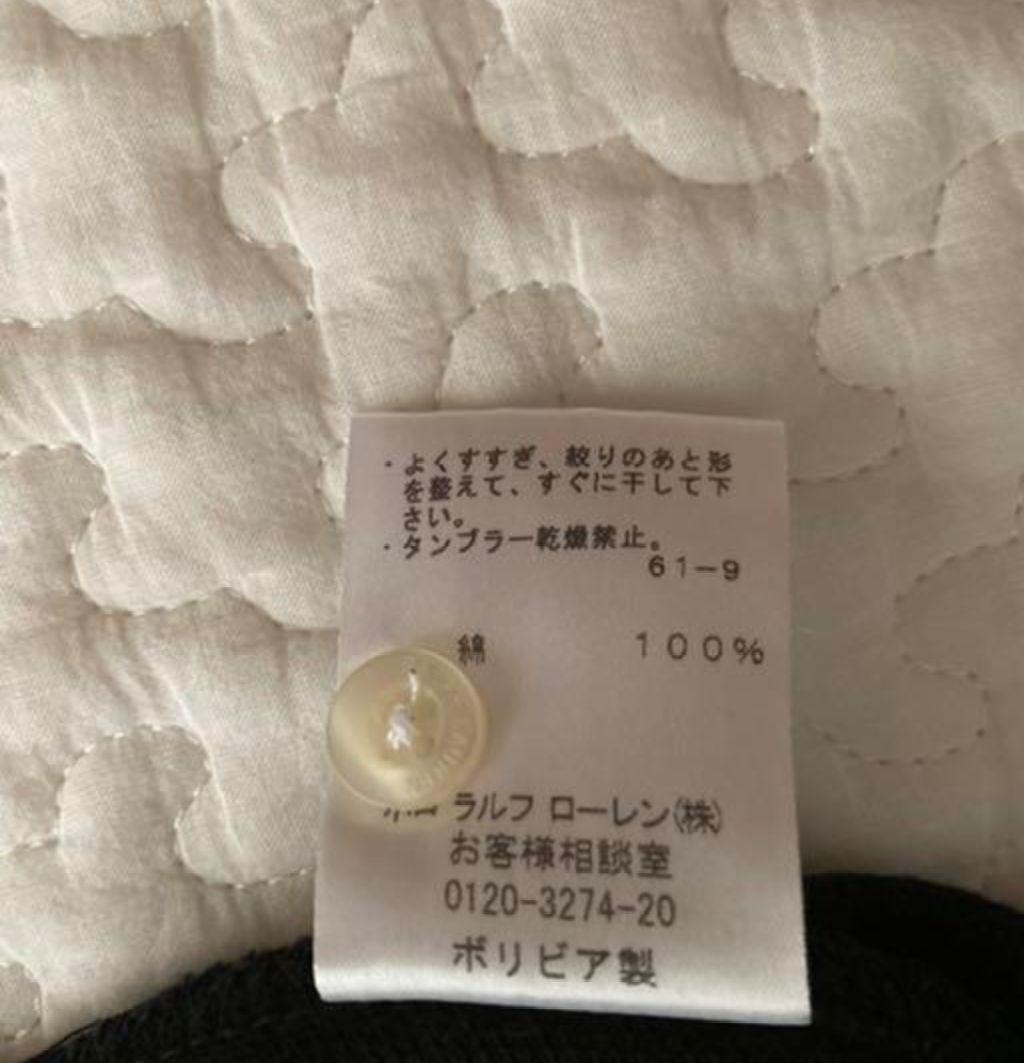 ・よくすすぎ、絞りのあと形
を整えて、すぐに干して下
さい。
・タンブラー乾燥禁止。
61-9
綿 100%
ラルフ ローレン(株)
お客様相談室
0120-3274-20
ボリビア製